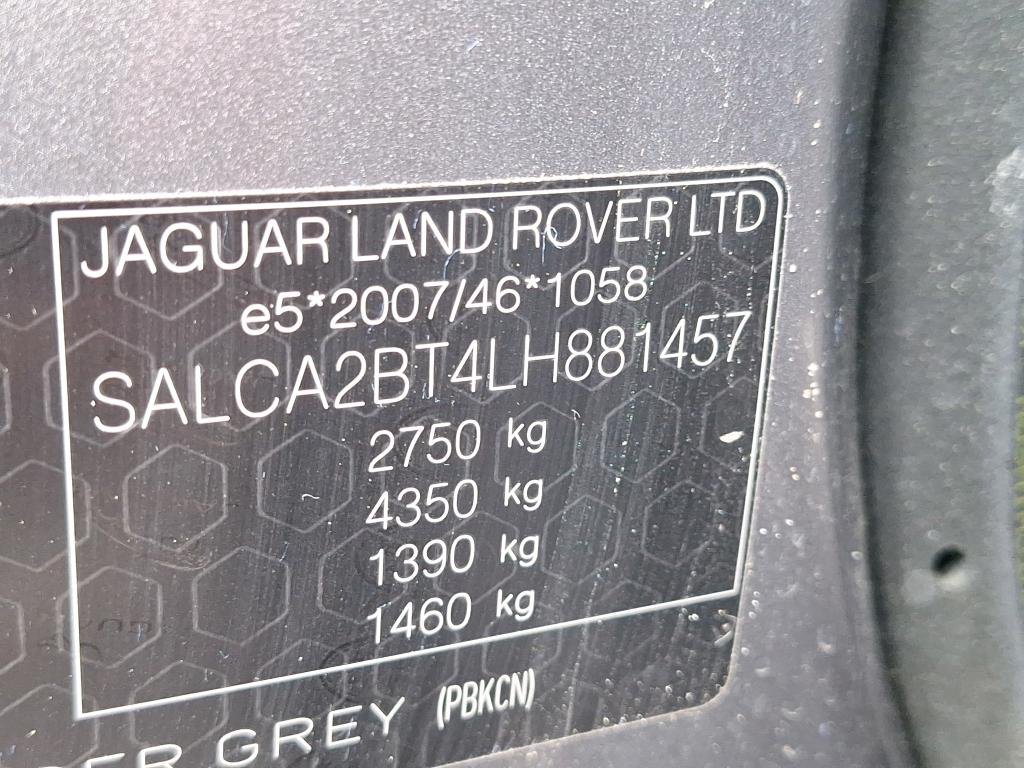 JAGUAR LAND ROVER LTD
e5*2007/46*1058
SALCA2BT4LH881457
2750 kg
4350 kg
1390 kg
1460 kg
GREY (PBKCN)